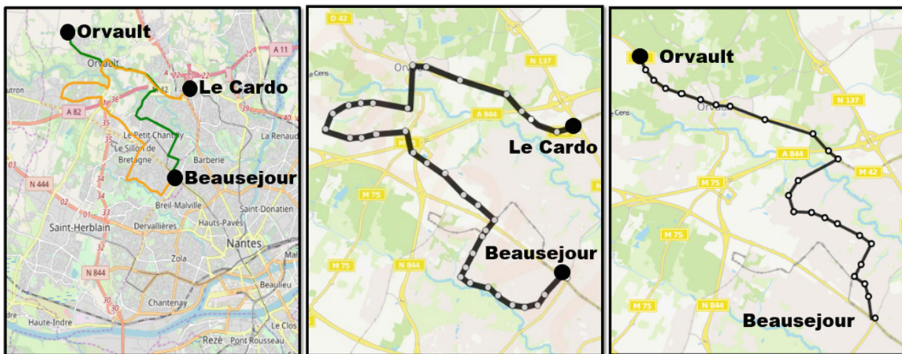 Orvault
Orvault
A 11
Le Cardo
A 82
Le Petit Chantilly
Le Sillon de
Bretagne
Barberie
La Renaud
Beausejour
N 444
Breil-Malville
Saint-Donatien
Hauts-Pavés
Dervallières
Saint-Herblain
Nantes
Zola
N 844
Chantenay
Beaulieu
Haute-Indre
Le Clos
Rezé
Pont Rousseau
D 42
Cens
N 137
A 844
Le Cardo
M 75
Beausejour
M 75
N 844
Orvault
N 137
A 844
M 42
M 75
M 75
N 844
Beausejour